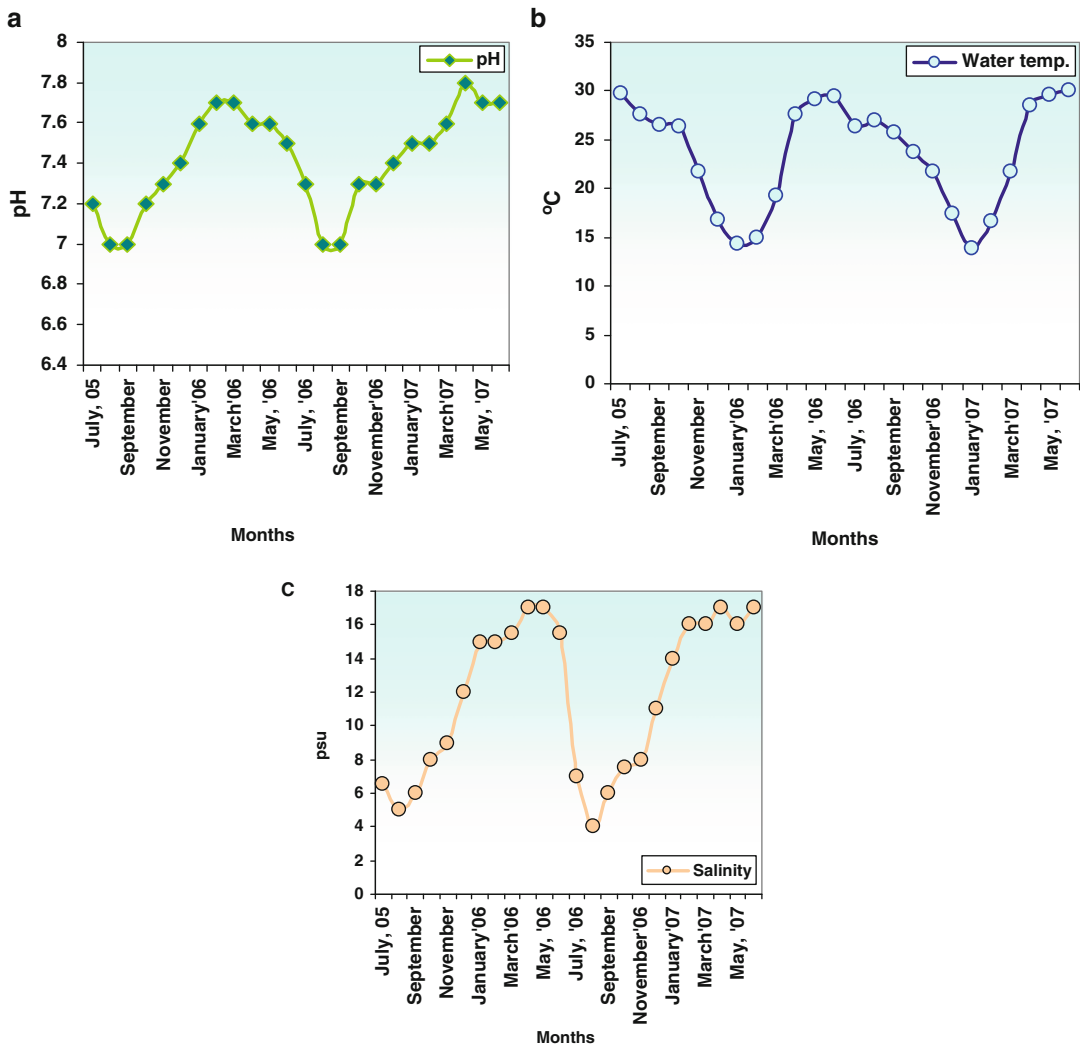 a
pH
8
7.8
7.6
7.4
7.2
7
6.8
6.6
6.4
pH
July, 05
September
November
January'06
March'06
May, '06
July, '06
September
November'06
January'07
March'07
May, '07
Months
b
Water temp.
35
30
25
20
15
10
5
0
oC
July, 05
September
November
January'06
March'06
May, '06
July, '06
September
November'06
January'07
March'07
May, '07
Months
C
18
16
14
12
10
8
6
4
2
0
psu
Salinity
July, 05
September
November
January'06
March'06
May, '06
July, '06
September
November'06
January'07
March'07
May, '07
Months